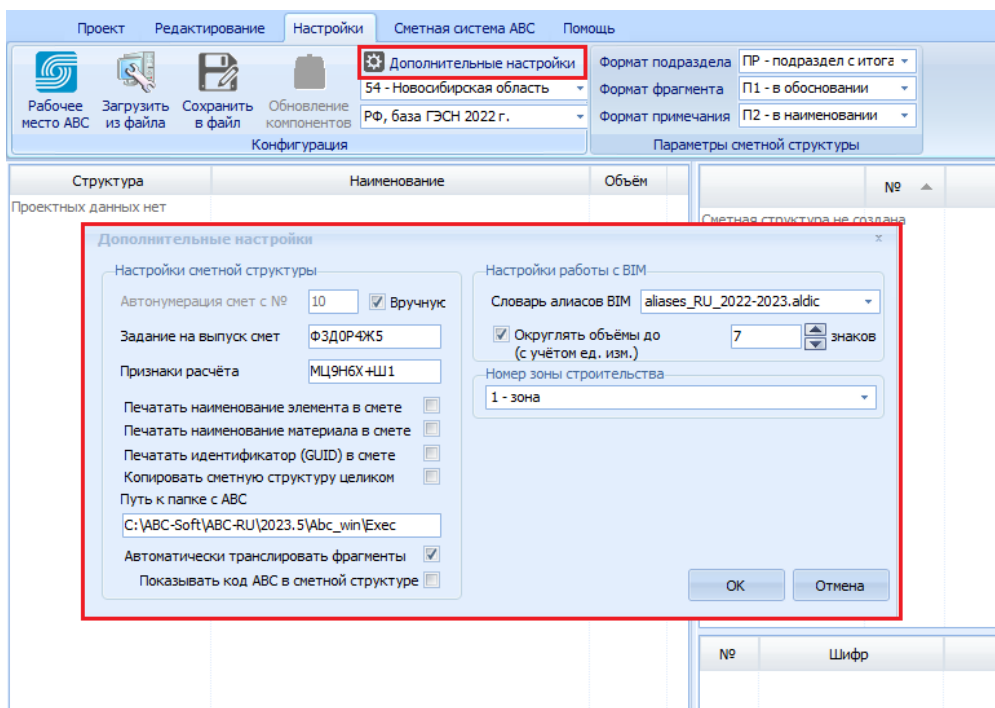 Проект Редактирование Настройки Сметная система АВС Помощь
Рабочее место АВС
Загрузить из файла
Сохранить в файл
Обновление компонентов
Дополнительные настройки
54 - Новосибирская область
РФ, база ГЭСН 2022 г.
Конфигурация
Формат подраздела ПР - подраздел с итога
Формат фрагмента П1 - в обосновании
Формат примечания П2 - в наименовании
Параметры сметной структуры
Структура Наименование Объём
Проектных данных нет
№
Сметная структура не создана
Дополнительные настройки
Настройки сметной структуры
Автонумерация смет с № 10 Вручнук
Задание на выпуск смет Ф3Д0Р4Ж5
Признаки расчёта МЦ9Н6Х+Ш1
Печатать наименование элемента в смете
Печатать наименование материала в смете
Печатать идентификатор (GUID) в смете
Копировать сметную структуру целиком
Путь к папке с АВС
C:\ABC-Soft\ABC-RU\2023.5\Abc_win\Exec
Автоматически транслировать фрагменты
Показывать код АВС в сметной структуре
Настройки работы с BIM
Словарь алиасов BIM aliases_RU_2022-2023.aldic
Округлять объёмы до 7 знаков
(с учётом ед. изм.)
Номер зоны строительства
1 - зона
ОК Отмена
№ Шифр